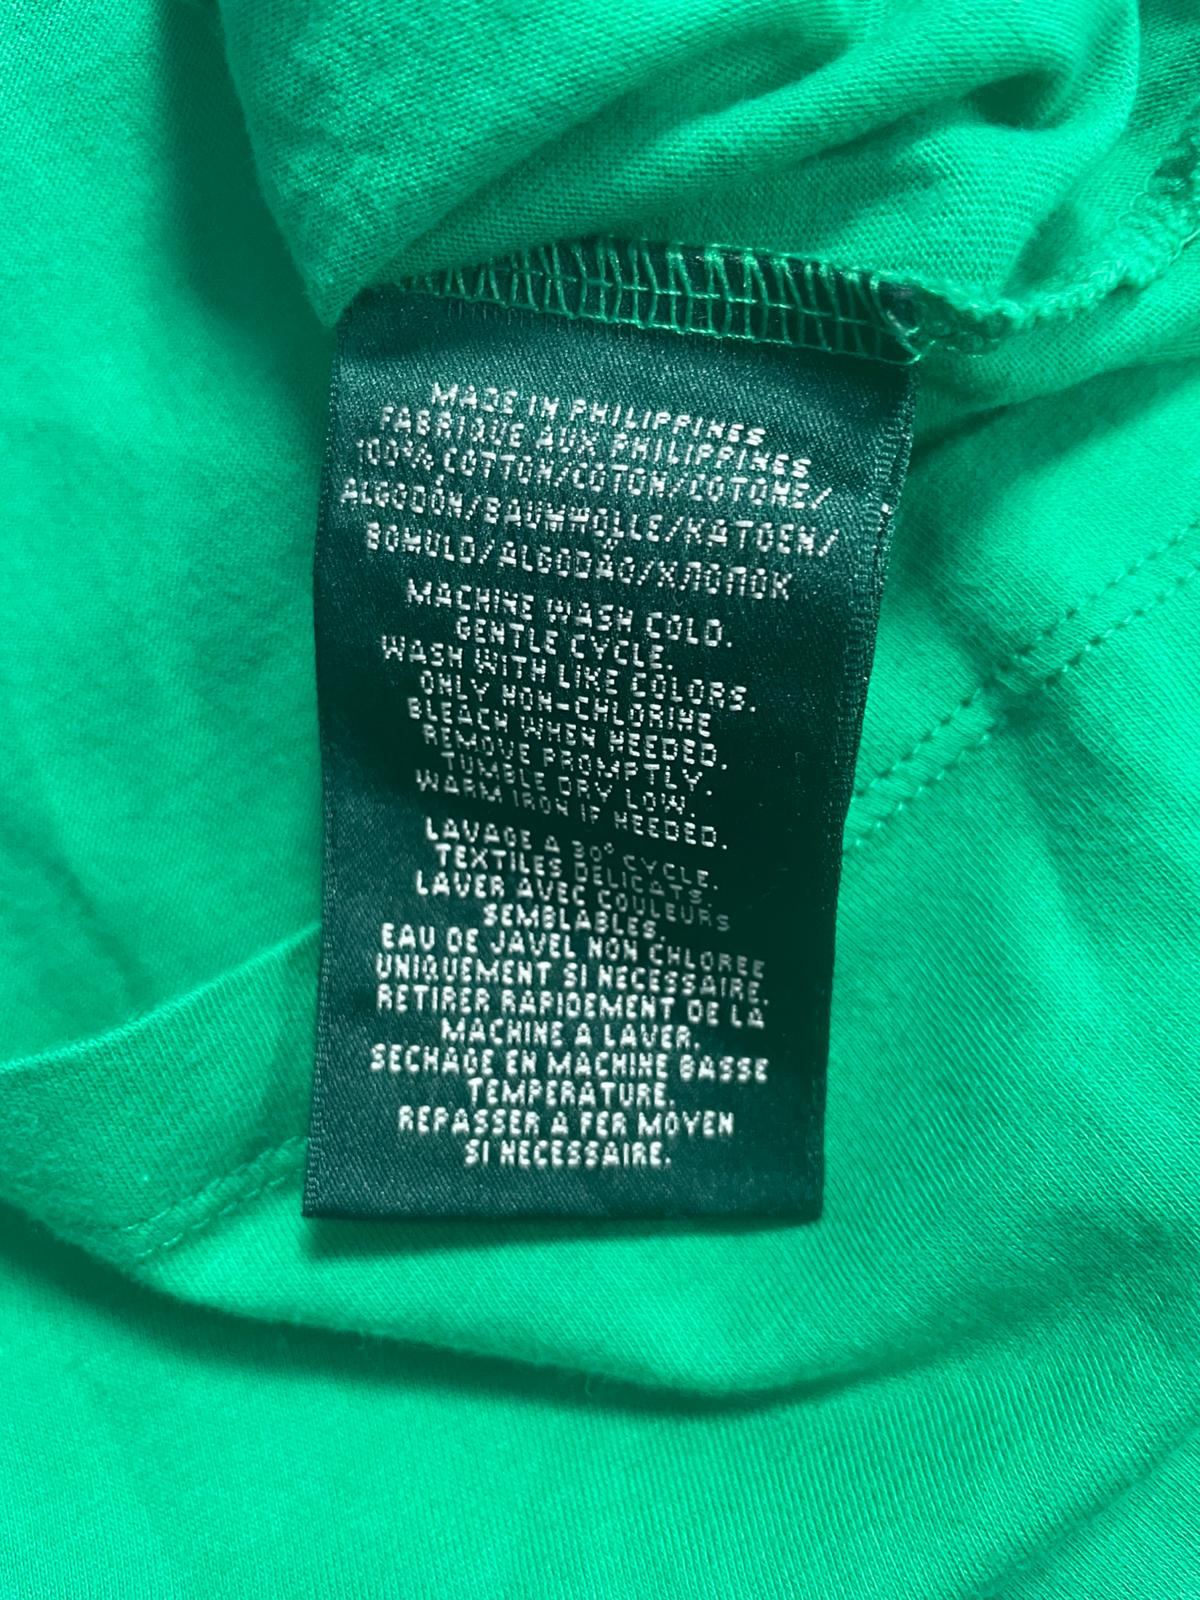 MADE IN PHILIPPINES
FABRIQUE AUX PHILIPPINES
100% COTTON/COTON/COTONE/
ALGODÓN/BAUMWOLLE/KATOEN/
BOMULD/ALGODÃO/ХЛОПОК
MACHINE WASH COLD.
GENTLE CYCLE.
WASH WITH LIKE COLORS.
ONLY NON-CHLORINE
BLEACH WHEN NEEDED.
REMOVE PROMPTLY.
TUMBLE DRY LOW.
WARM IRON IF NEEDED.
LAVAGE A 30° CYCLE.
TEXTILES DELICATS.
LAVER AVEC COULEURS
SEMBLABLES.
EAU DE JAVEL NON CHLOREE
UNIQUEMENT SI NECESSAIRE.
RETIRER RAPIDEMENT DE LA
MACHINE A LAVER.
SECHAGE EN MACHINE BASSE
TEMPERATURE.
REPASSER A FER MOYEN
SI NECESSAIRE.